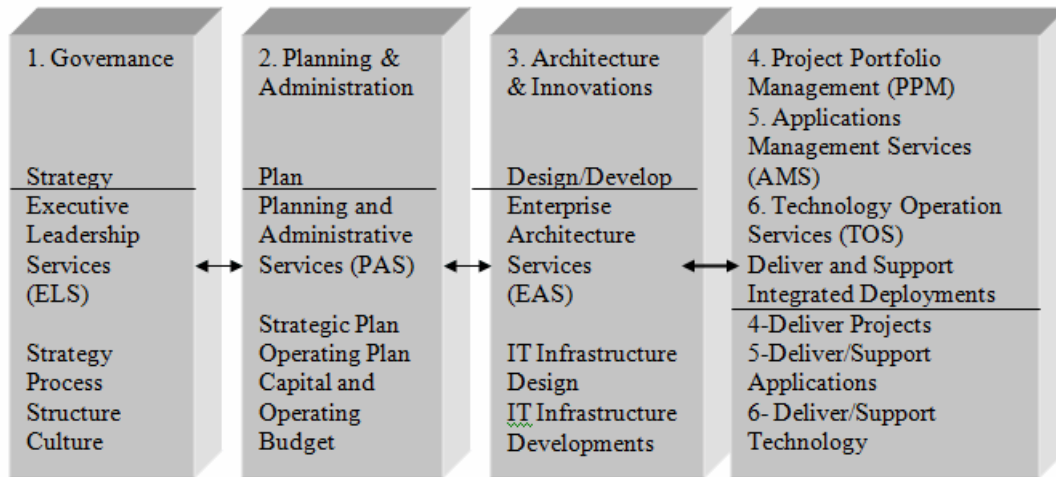 1. Governance
Strategy
Executive
Leadership
Services
(ELS)
Strategy
Process
Structure
Culture
2. Planning &
Administration
Plan
Planning and
Administrative
Services (PAS)
Strategic Plan
Operating Plan
Capital and
Operating
Budget
3. Architecture
& Innovations
Design/Develop
Enterprise
Architecture
Services
(EAS)
IT Infrastructure
Design
IT Infrastructure
Developments
4. Project Portfolio
Management (PPM)
5. Applications
Management Services
(AMS)
6. Technology Operation
Services (TOS)
Deliver and Support
Integrated Deployments
4-Deliver Projects
5-Deliver/Support
Applications
6- Deliver/Support
Technology